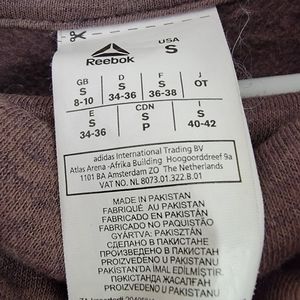 Reebok
USA
S
GB
S
8-10
D
S
34-36
F
S
36-38
J
OT
E
S
34-36
CDN
S
P
I
S
40-42
adidas International Trading BV
Atlas Arena -Afrika Building Hoogoorddreef 9a
1101 BA Amsterdam ZO The Netherlands
VAT NO. NL 8073.01.322.B.01
MADE IN PAKISTAN
FABRIQUÉ AU PAKISTAN
FABRICADO EN PAKISTÁN
FABRICADO NO PAQUISTÃO
GYÁRTVA: PAKISZTÁN
СДЕЛАНО В ПАКИСТАНЕ
ПРОИЗВЕДЕНО В ПАКИСТАН
PROIZVEDENO U PAKISTANU
PAKISTAN'DA İMAL EDİLMİŞ
ПӘКІСТАНДА ЖАСАЛҒАН
PROIZVEDENO U PAKISTANU